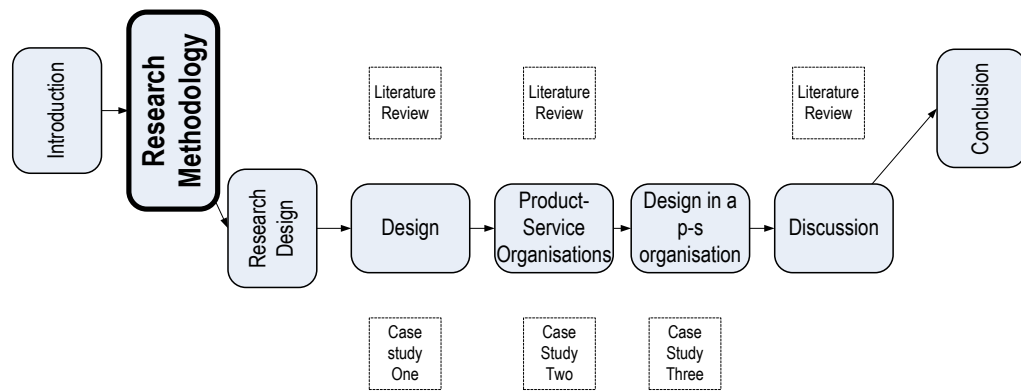 Introduction
Research
Methodology
Research
Design
Literature
Review
Design
Case
study
One
Literature
Review
Product-
Service
Organisations
Case
Study
Two
Design in a
p-s
organisation
Case
Study
Three
Literature
Review
Discussion
Conclusion